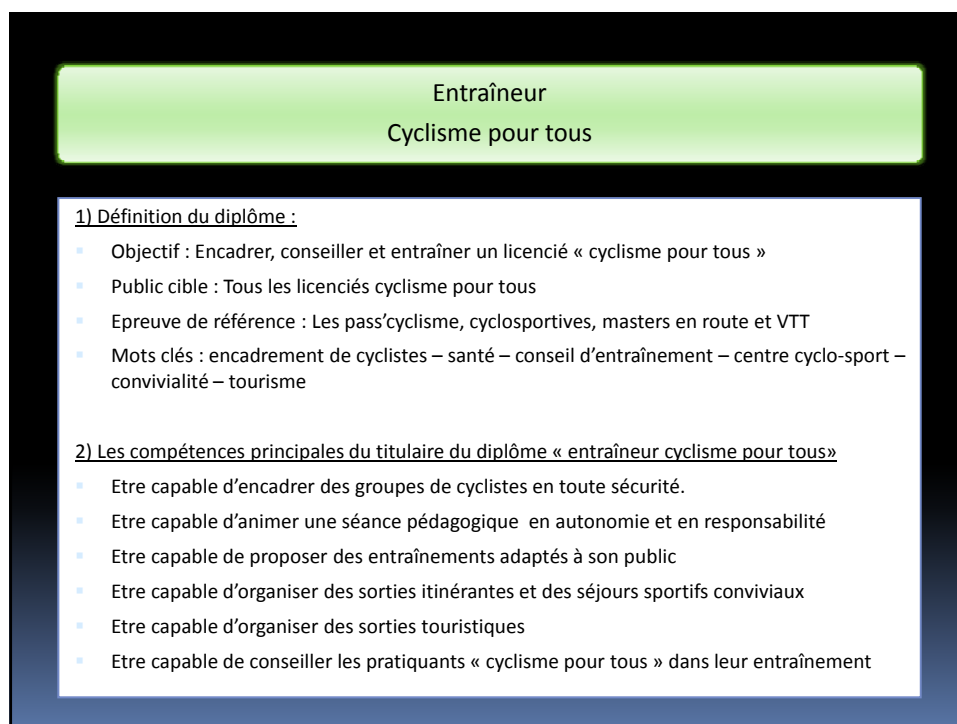 Entraîneur
Cyclisme pour tous
1) Définition du diplôme :
Objectif : Encadrer, conseiller et entraîner un licencié « cyclisme pour tous »
Public cible : Tous les licenciés cyclisme pour tous
Epreuve de référence : Les pass’cyclisme, cyclosportives, masters en route et VTT
Mots clés : encadrement de cyclistes – santé – conseil d’entraînement – centre cyclo-sport –
convivialité – tourisme
2) Les compétences principales du titulaire du diplôme « entraîneur cyclisme pour tous»
Etre capable d’encadrer des groupes de cyclistes en toute sécurité.
Etre capable d’animer une séance pédagogique en autonomie et en responsabilité
Etre capable de proposer des entraînements adaptés à son public
Etre capable d’organiser des sorties itinérantes et des séjours sportifs conviviaux
Etre capable d’organiser des sorties touristiques
Etre capable de conseiller les pratiquants « cyclisme pour tous » dans leur entraînement